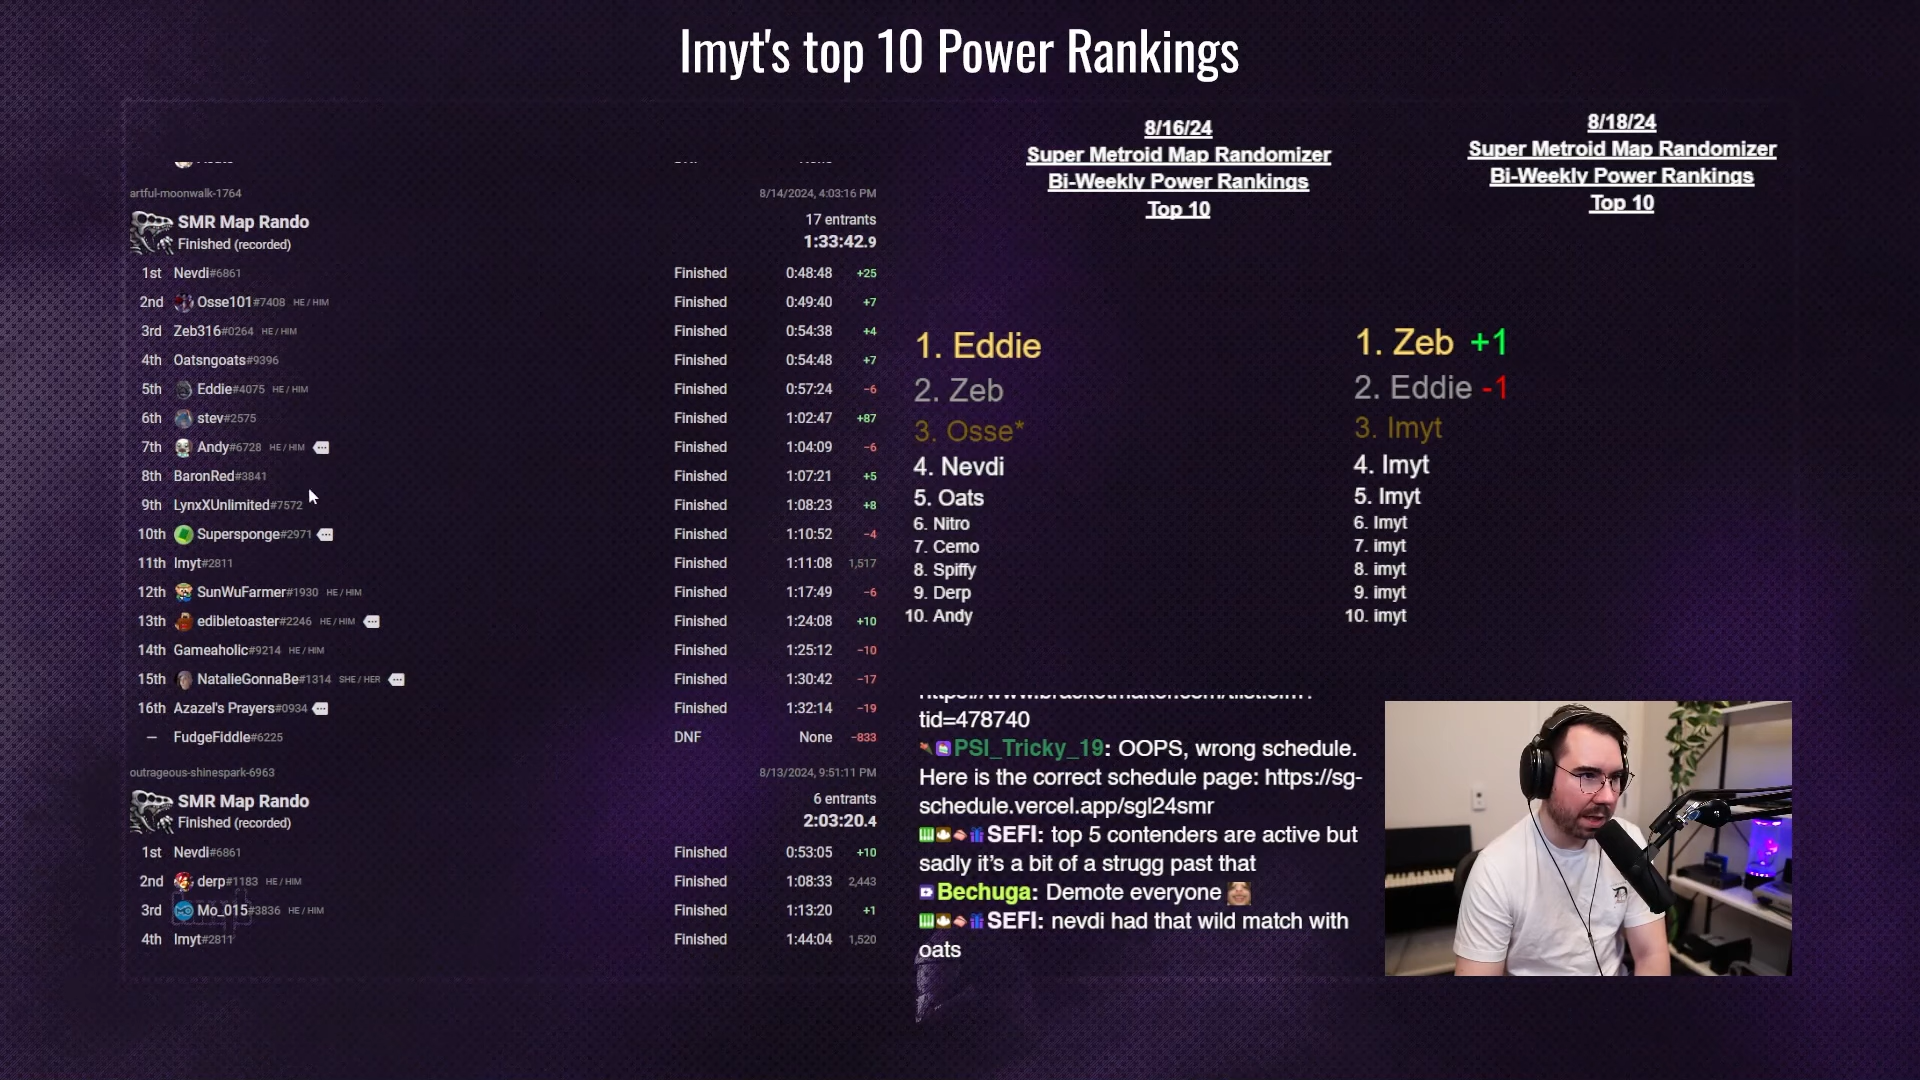 Imyt's top 10 Power Rankings
artful-moonwalk-1764 8/14/2024, 4:03:16 PM
SMR Map Rando 17 entrants
Finished (recorded) 1:33:42.9
1st Nevdi#6861 Finished 0:48:48 +25
2nd Osse101#7408 HE / HIM Finished 0:49:40 +7
3rd Zeb316#0264 HE / HIM Finished 0:54:38 +4
4th Oatsngoats#9396 Finished 0:54:48 +7
5th Eddie#4075 HE / HIM Finished 0:57:24 −6
6th stev#2575 Finished 1:02:47 +87
7th Andy#6728 HE / HIM Finished 1:04:09 −6
8th BaronRed#3841 Finished 1:07:21 +5
9th LynxXUnlimited#7572 Finished 1:08:23 +8
10th Supersponge#2971 Finished 1:10:52 −4
11th Imyt#2811 Finished 1:11:08 1,517
12th SunWuFarmer#1930 HE / HIM Finished 1:17:49 −6
13th edibletoaster#2246 HE / HIM Finished 1:24:08 +10
14th Gameaholic#9214 HE / HIM Finished 1:25:12 −10
15th NatalieGonnaBe#1314 SHE / HER Finished 1:30:42 −17
16th Azazel's Prayers#0934 Finished 1:32:14 −19
— FudgeFiddle#6225 DNF None −833
outrageous-shinespark-6963 8/13/2024, 9:51:11 PM
SMR Map Rando 6 entrants
Finished (recorded) 2:03:20.4
1st Nevdi#6861 Finished 0:53:05 +10
2nd derp#1183 HE / HIM Finished 1:08:33 2,443
3rd Mo_015#3836 HE / HIM Finished 1:13:20 +1
4th Imyt#2811 Finished 1:44:04 1,520
8/16/24
Super Metroid Map Randomizer
Bi-Weekly Power Rankings
Top 10
1. Eddie
2. Zeb
3. Osse*
4. Nevdi
5. Oats
6. Nitro
7. Cemo
8. Spiffy
9. Derp
10. Andy
8/18/24
Super Metroid Map Randomizer
Bi-Weekly Power Rankings
Top 10
1. Zeb +1
2. Eddie -1
3. Imyt
4. Imyt
5. Imyt
6. Imyt
7. imyt
8. imyt
9. imyt
10. imyt
tid=478740
PSI_Tricky_19: OOPS, wrong schedule.
Here is the correct schedule page: https://sg-
schedule.vercel.app/sgl24smr
SEFI: top 5 contenders are active but
sadly it's a bit of a strugg past that
Bechuga: Demote everyone
SEFI: nevdi had that wild match with
oats